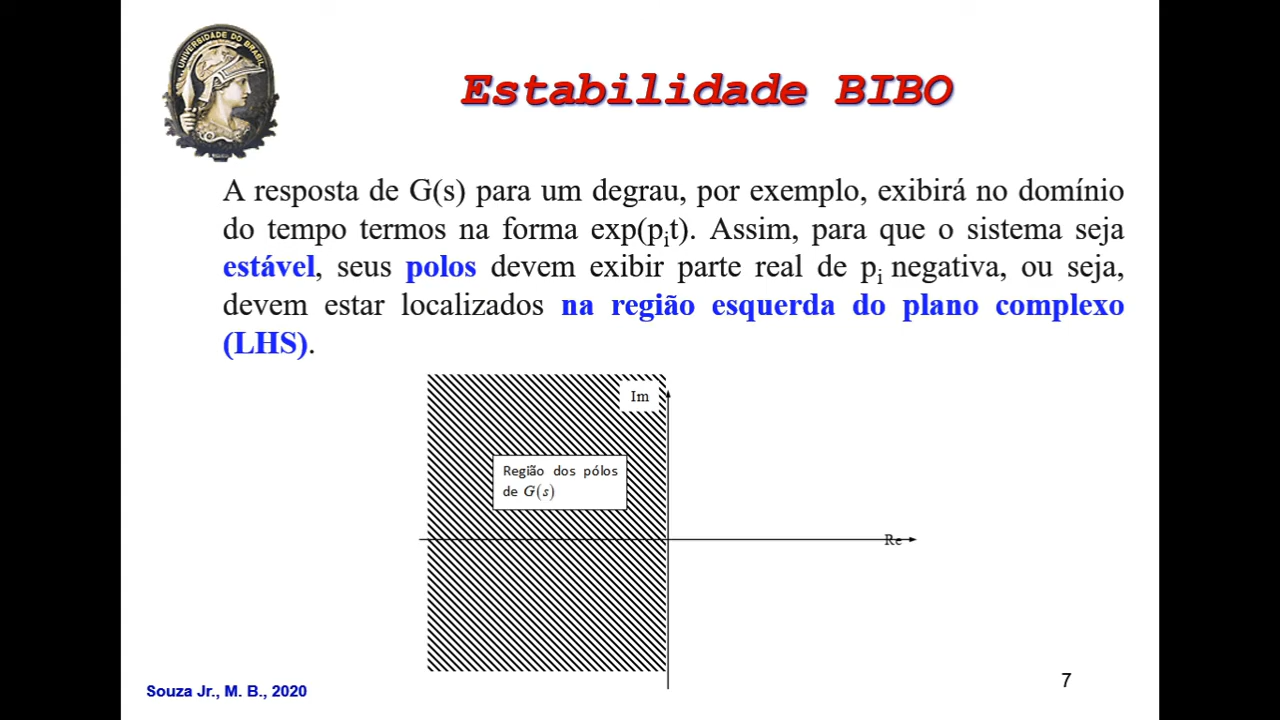 UNIVERSIDADE DO BRASIL
Estabilidade BIBO
A resposta de G(s) para um degrau, por exemplo, exibirá no domínio
do tempo termos na forma exp(pit). Assim, para que o sistema seja
estável, seus polos devem exibir parte real de pi negativa, ou seja,
devem estar localizados na região esquerda do plano complexo
(LHS).
Im
Região dos pólos
de G(s)
Re
Souza Jr., M. B., 2020
7